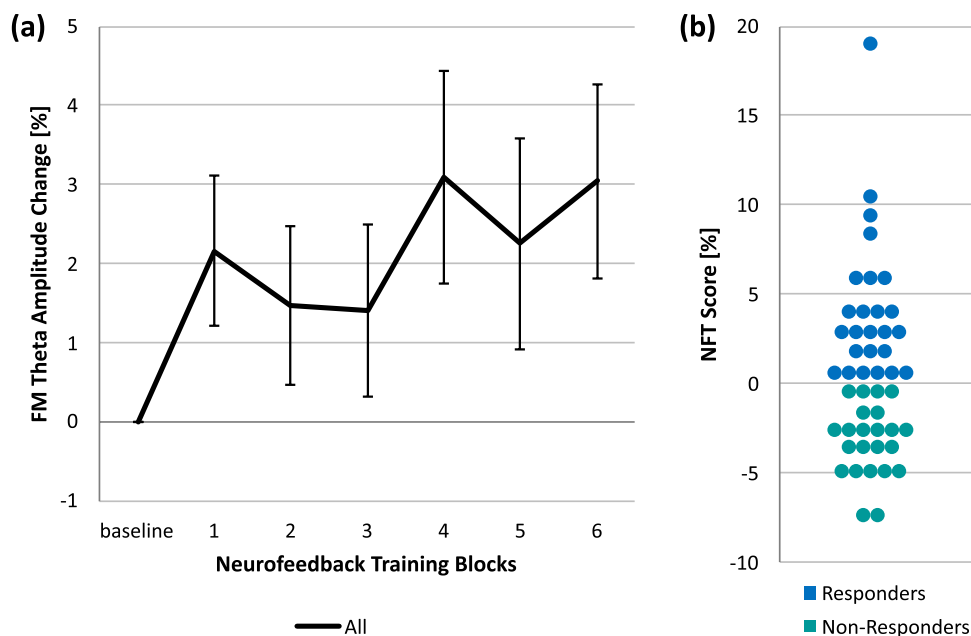 (a)
FM Theta Amplitude Change [%]
5
4
3
2
1
0
-1
baseline 1 2 3 4 5 6
Neurofeedback Training Blocks
All
(b)
NFT Score [%]
20
15
10
5
0
-5
-10
Responders
Non-Responders